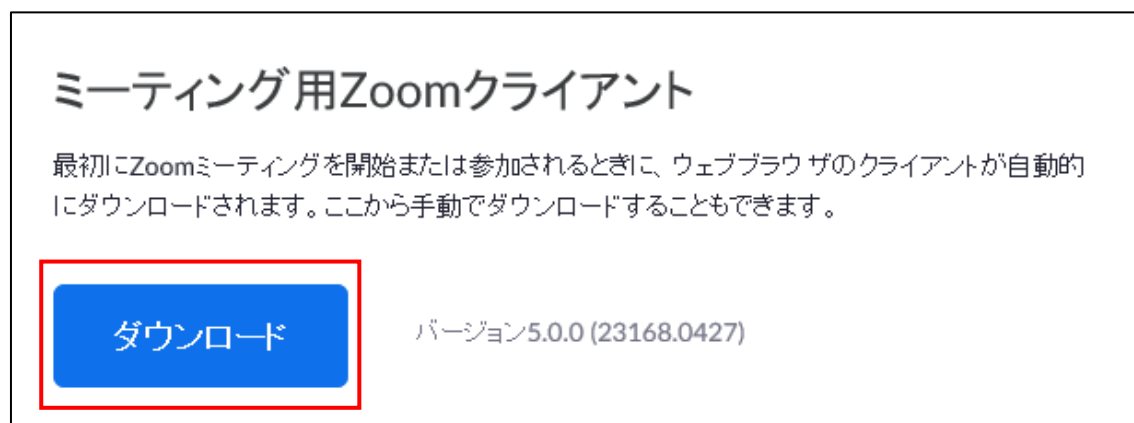 ミーティング用Zoomクライアント
最初にZoomミーティングを開始または参加されるときに、ウェブブラウザのクライアントが自動的
にダウンロードされます。ここから手動でダウンロードすることもできます。
ダウンロード
バージョン5.0.0 (23168.0427)